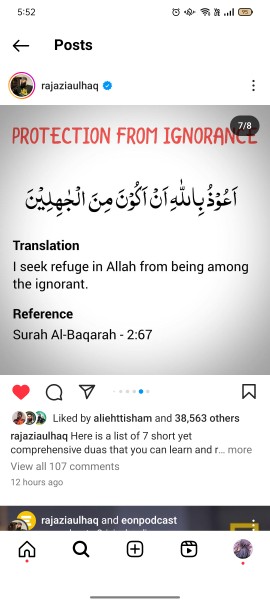 5:52
95
Posts
rajaziaulhaq
7/8
PROTECTION FROM IGNORANCE
اَعُوْذُ بِاللّٰهِ اَنْ اَكُوْنَ مِنَ الْجٰهِلِيْنَ
Translation
I seek refuge in Allah from being among
the ignorant.
Reference
Surah Al-Baqarah - 2:67
Liked by aliehttisham and 38,563 others
rajaziaulhaq Here is a list of 7 short yet
comprehensive duas that you can learn and r... more
View all 107 comments
12 hours ago
rajaziaulhaq and eonpodcast